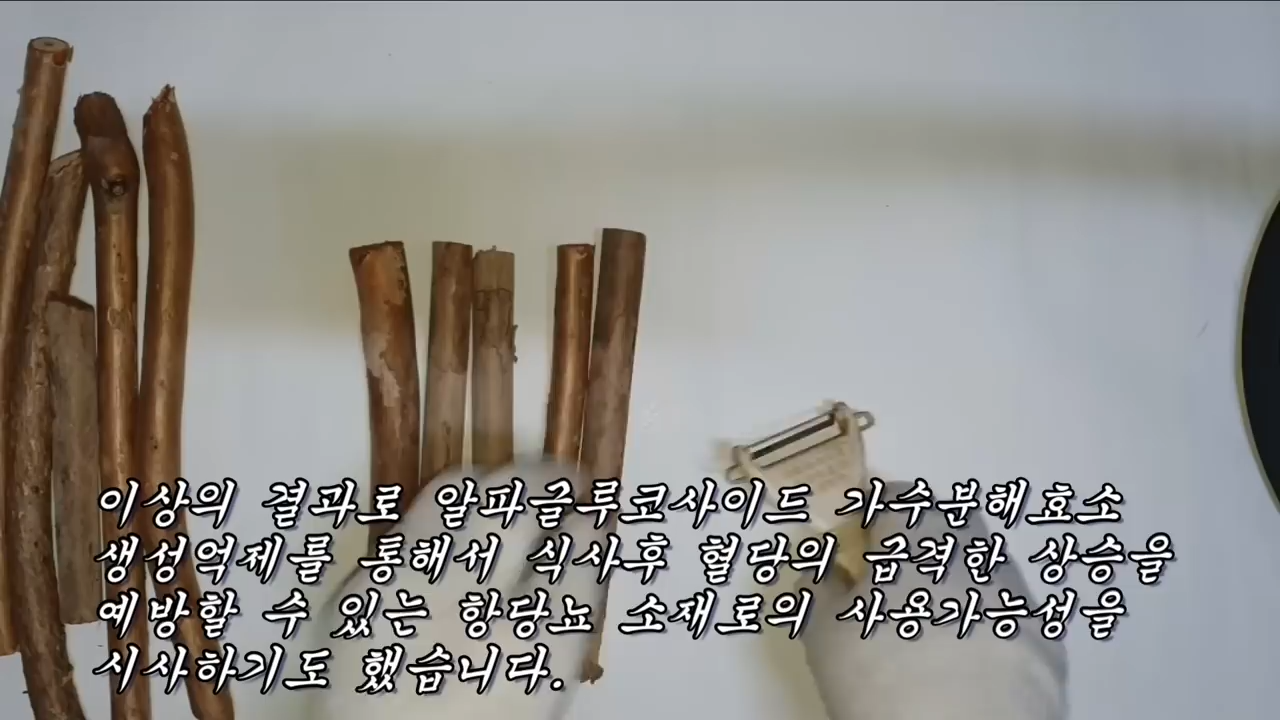 이상의 결과로 알파글루코사이드 가수분해효소
생성억제를 통해서 식사후 혈당의 급격한 상승을
예방할 수 있는 항당뇨 소재로의 사용가능성을
시사하기도 했습니다.